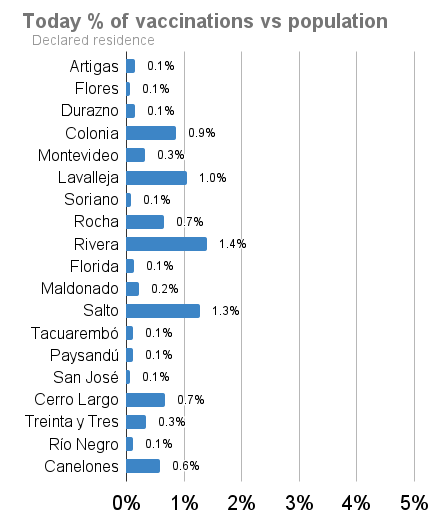 Today % of vaccinations vs population
Declared residence
Artigas 0.1%
Flores 0.1%
Durazno 0.1%
Colonia 0.9%
Montevideo 0.3%
Lavalleja 1.0%
Soriano 0.1%
Rocha 0.7%
Rivera 1.4%
Florida 0.1%
Maldonado 0.2%
Salto 1.3%
Tacuarembó 0.1%
Paysandú 0.1%
San José 0.1%
Cerro Largo 0.7%
Treinta y Tres 0.3%
Río Negro 0.1%
Canelones 0.6%
0% 1% 2% 3% 4% 5%